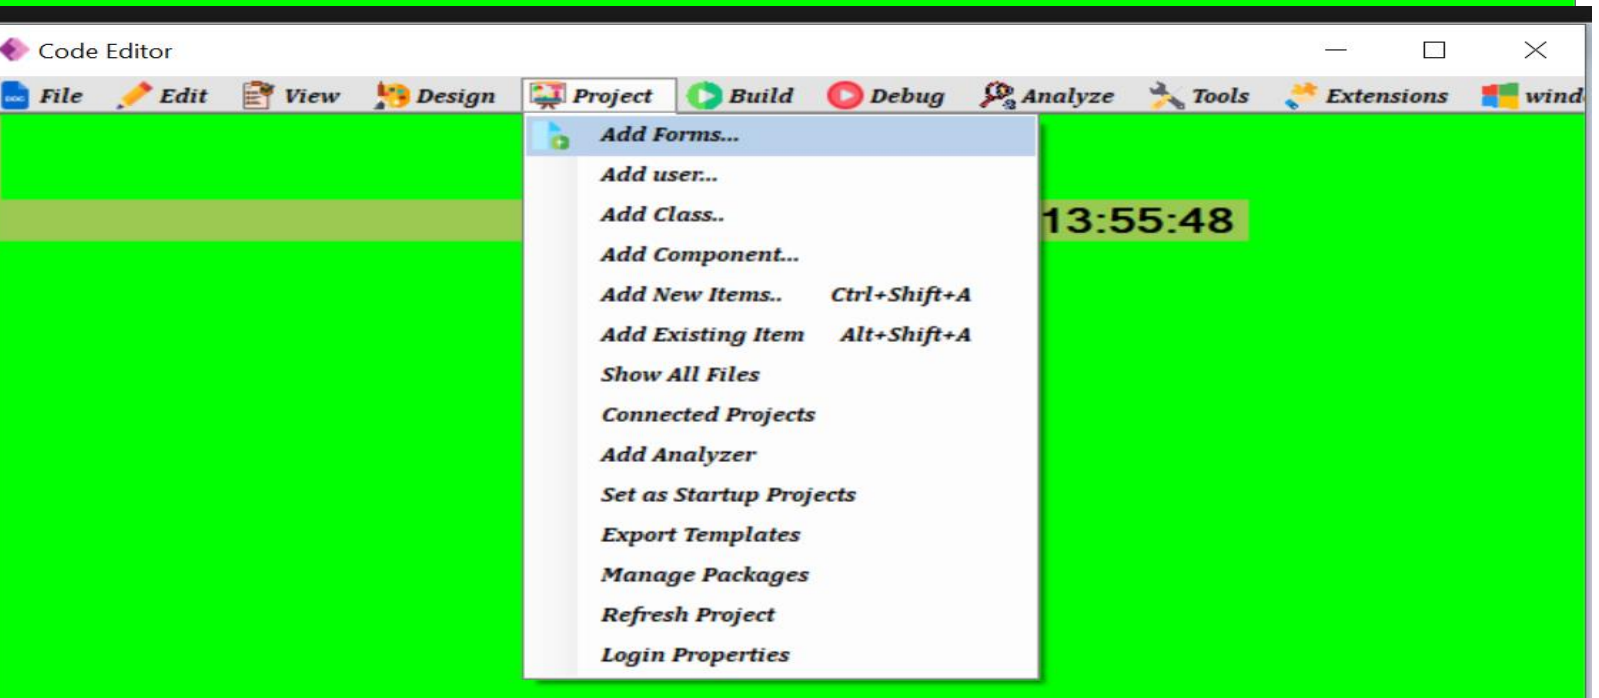 Code Editor
File Edit View Design Project Build Debug Analyze Tools Extensions wind
Add Forms...
Add user...
Add Class..
13:55:48
Add Component...
Add New Items.. Ctrl+Shift+A
Add Existing Item Alt+Shift+A
Show All Files
Connected Projects
Add Analyzer
Set as Startup Projects
Export Templates
Manage Packages
Refresh Project
Login Properties